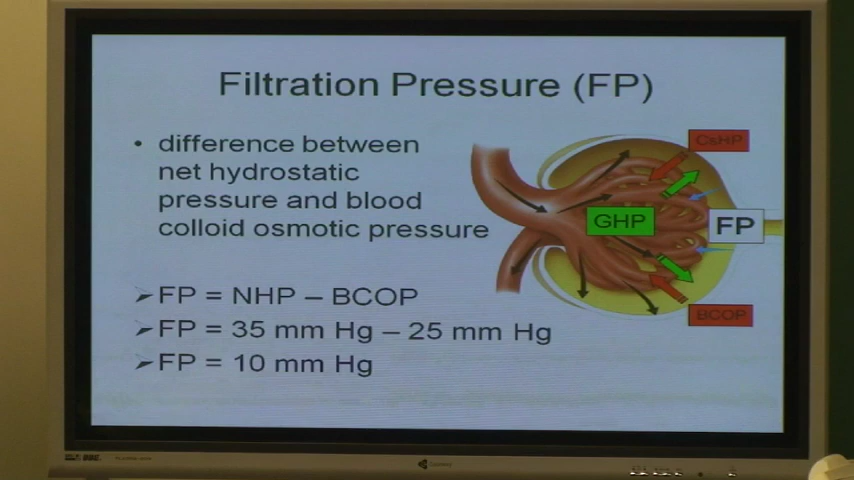 Filtration Pressure (FP)
• difference between
net hydrostatic
pressure and blood
colloid osmotic pressure
➢FP = NHP – BCOP
➢FP = 35 mm Hg – 25 mm Hg
➢FP = 10 mm Hg
CsHP
GHP
FP
BCOP